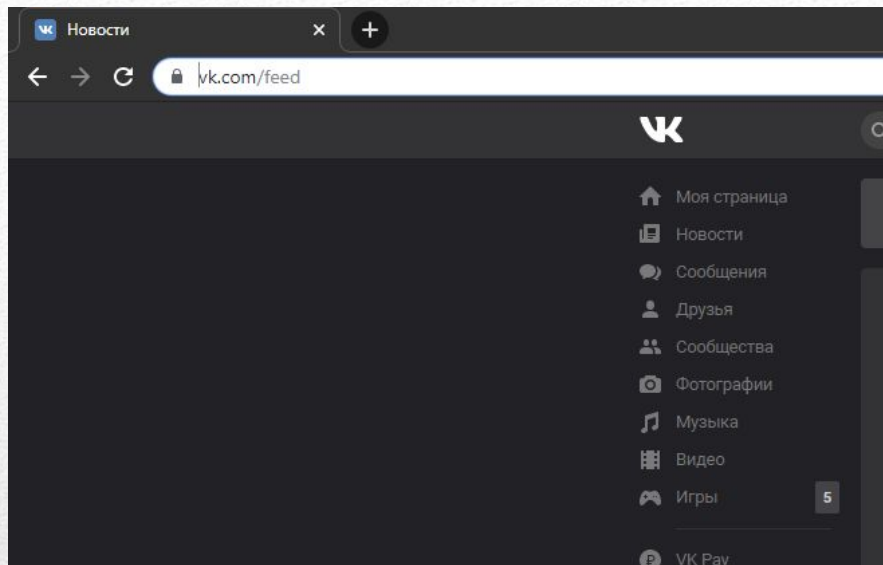 Новости
vk.com/feed
Моя страница
Новости
Сообщения
Друзья
Сообщества
Фотографии
Музыка
Видео
Игры 5
VK Pay